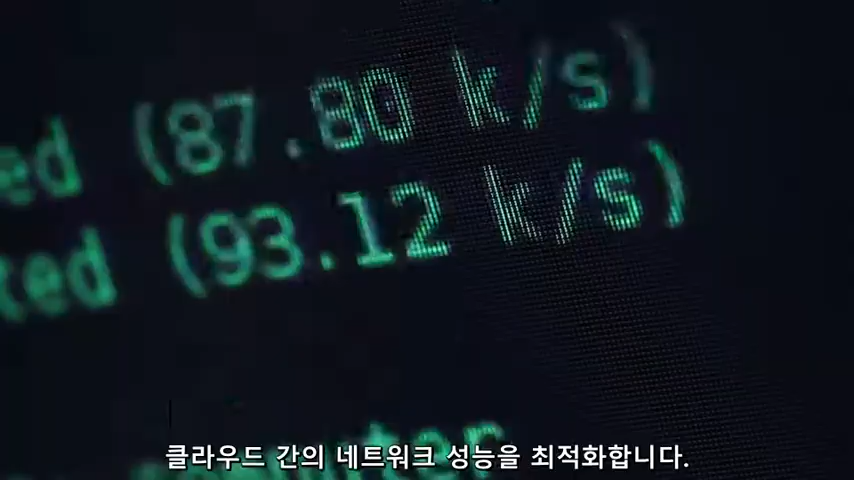 ed (87.80 k/s)
ted (93.12 k/s)
클라우드 간의 네트워크 성능을 최적화합니다.